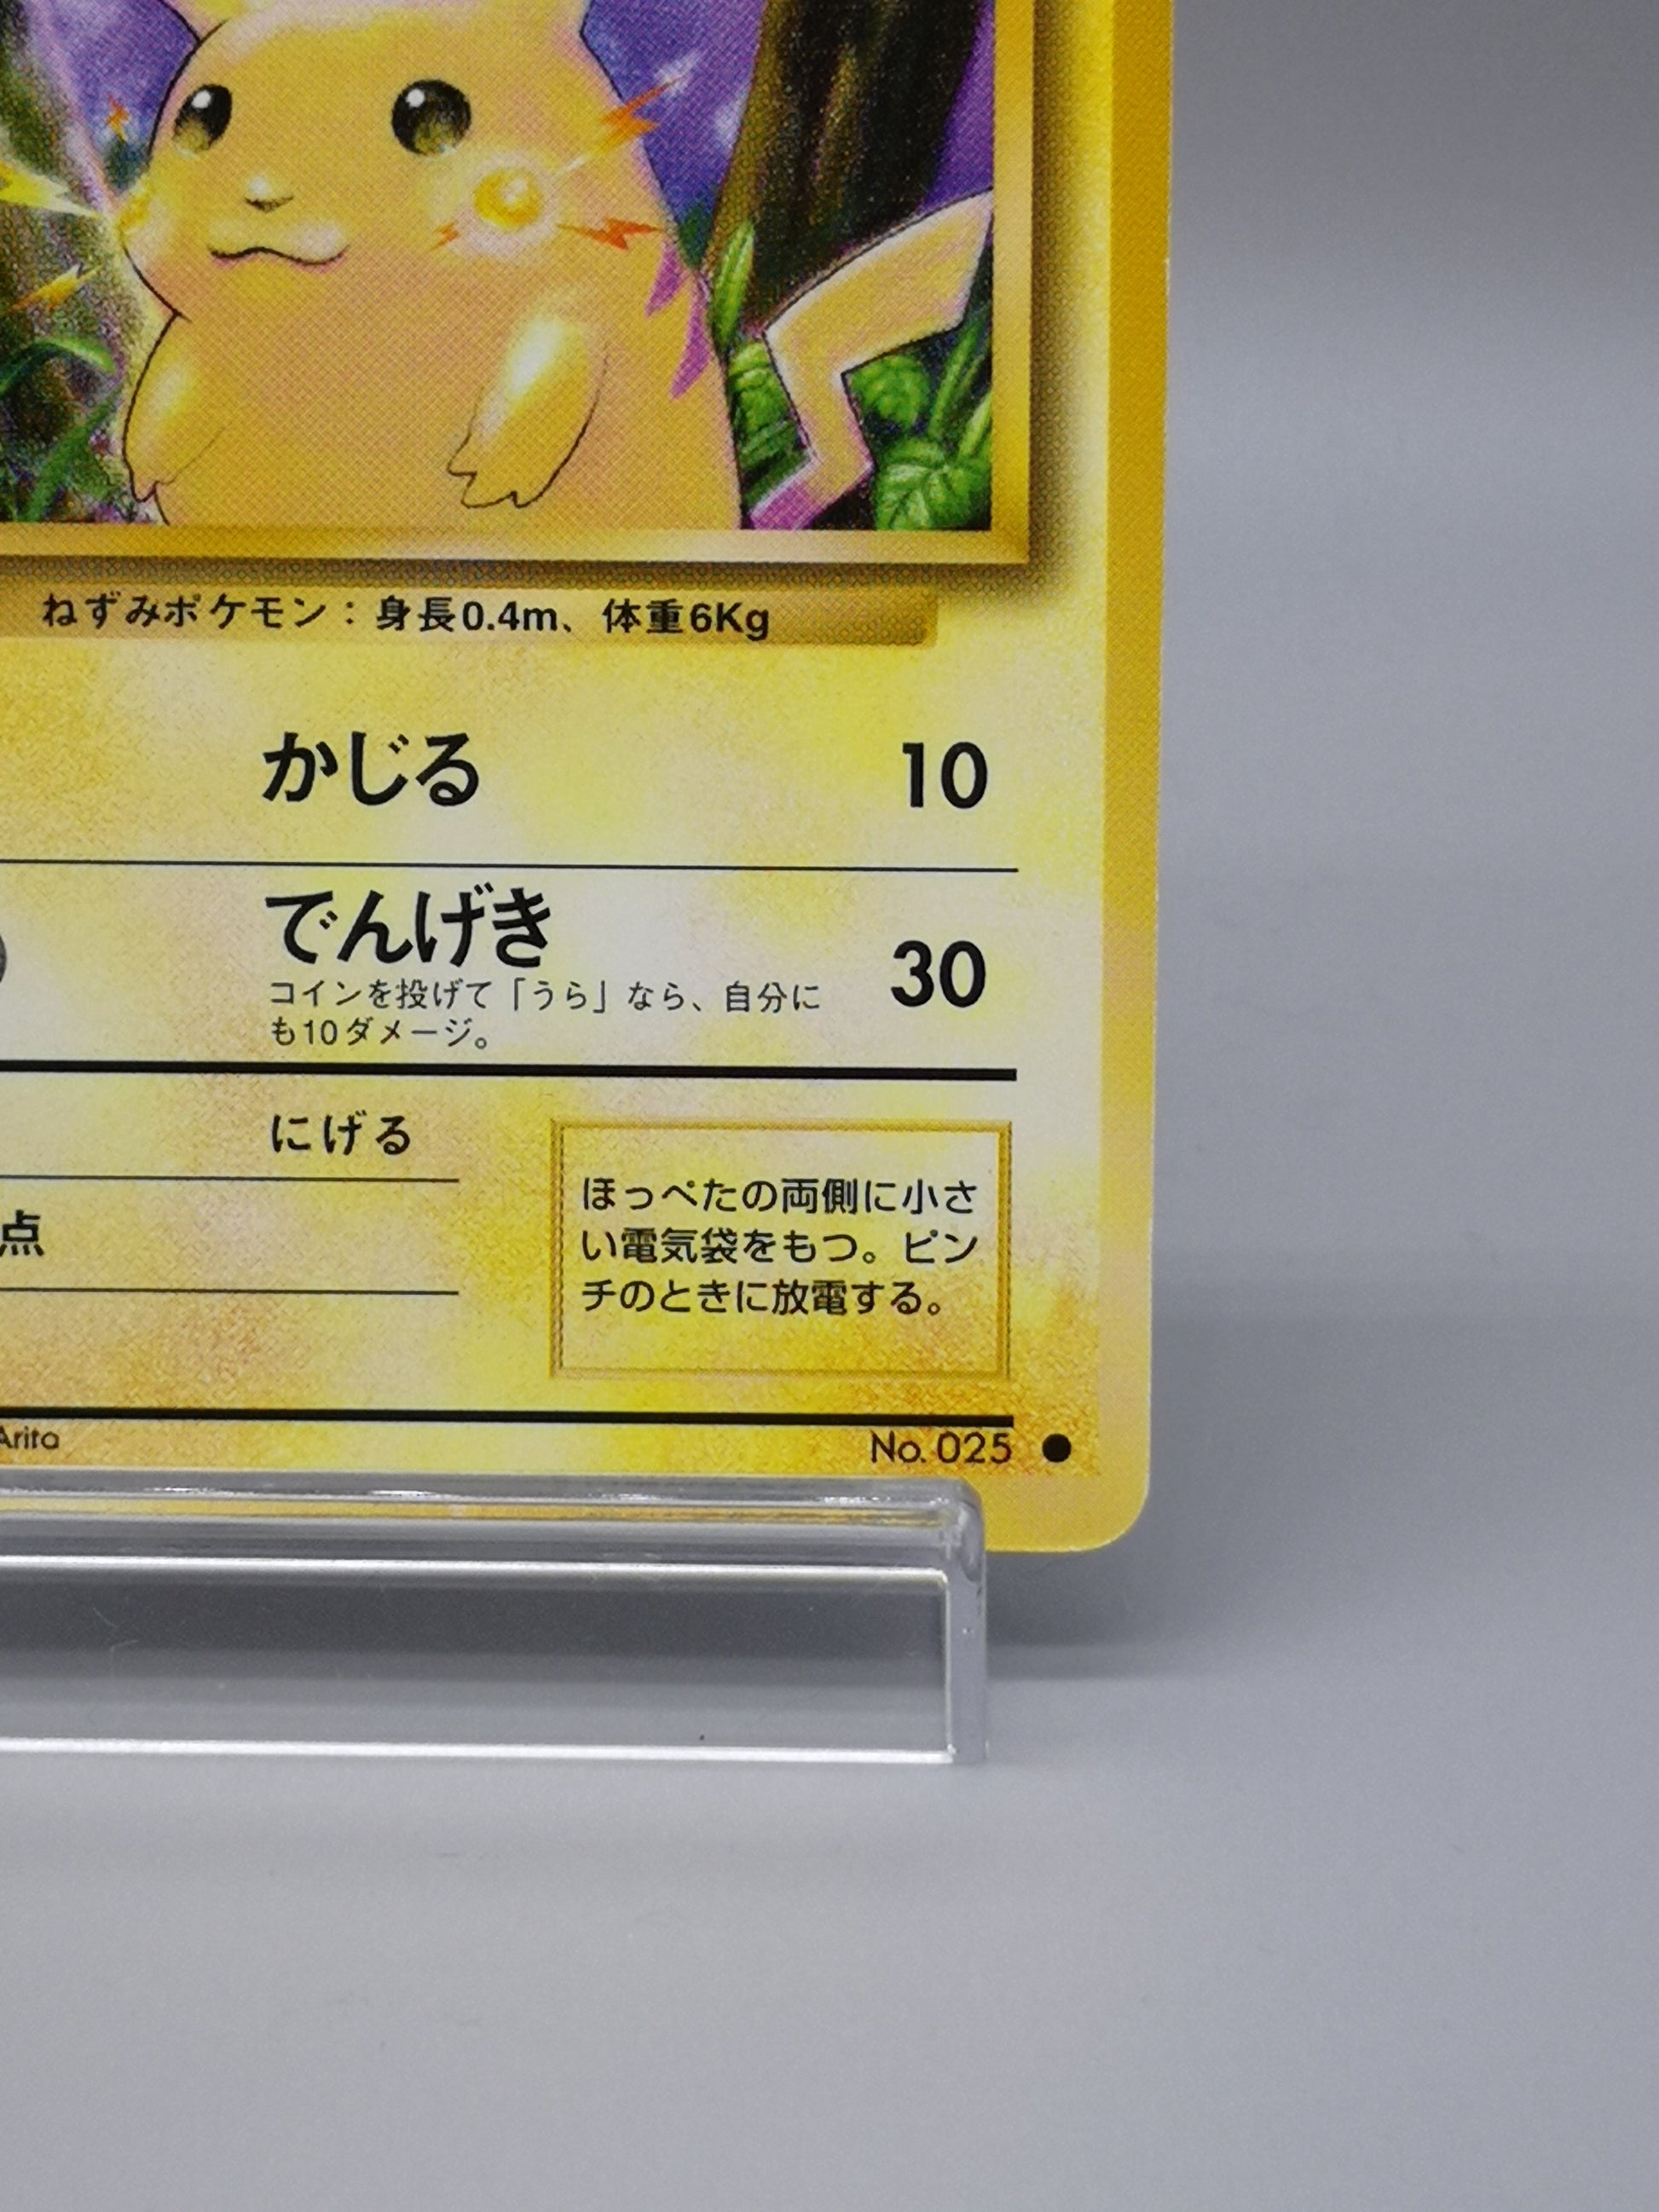 ねずみポケモン：身長0.4m、体重6Kg
かじる 10
でんげき 30
コインを投げて「うら」なら、自分に
も10ダメージ。
にげる
点
ほっぺたの両側に小さ
い電気袋をもつ。ピン
チのときに放電する。
Arita No.025